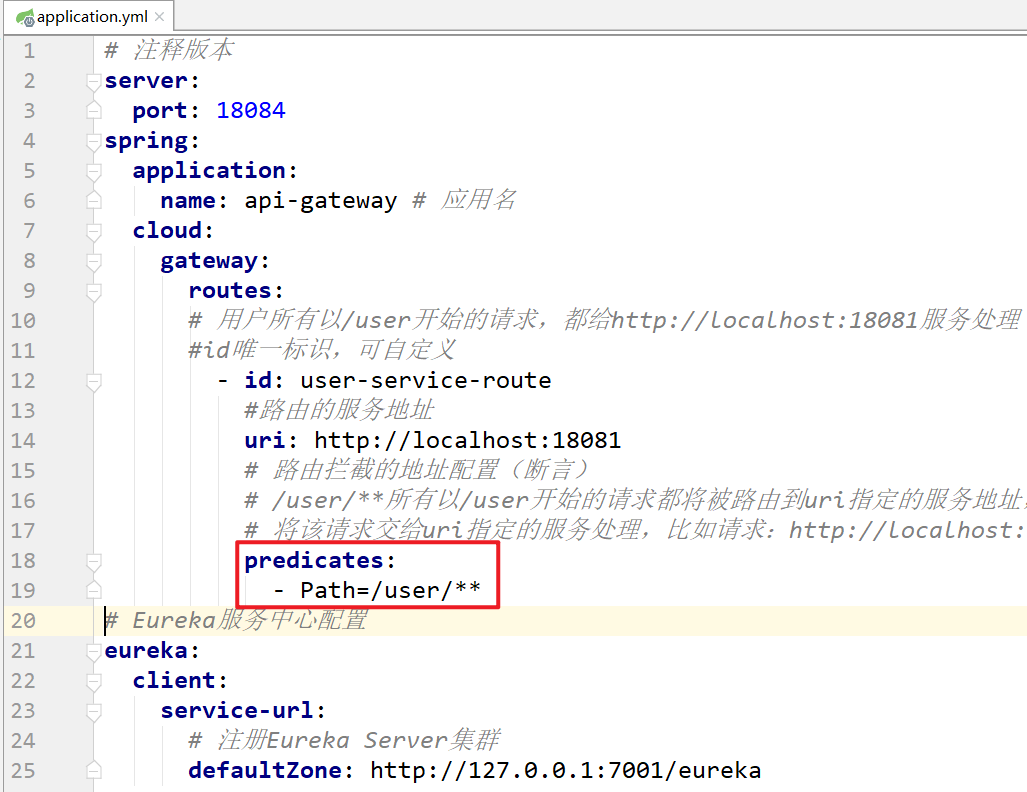 application.yml
1 # 注释版本
2 server:
3 port: 18084
4 spring:
5 application:
6 name: api-gateway # 应用名
7 cloud:
8 gateway:
9 routes:
10 # 用户所有以/user开始的请求，都给http://localhost:18081服务处理
11 #id唯一标识，可自定义
12 - id: user-service-route
13 #路由的服务地址
14 uri: http://localhost:18081
15 # 路由拦截的地址配置（断言）
16 # /user/**所有以/user开始的请求都将被路由到uri指定的服务地址，
17 # 将该请求交给uri指定的服务处理，比如请求：http://localhost:
18 predicates:
19 - Path=/user/**
20 # Eureka服务中心配置
21 eureka:
22 client:
23 service-url:
24 # 注册Eureka Server集群
25 defaultZone: http://127.0.0.1:7001/eureka